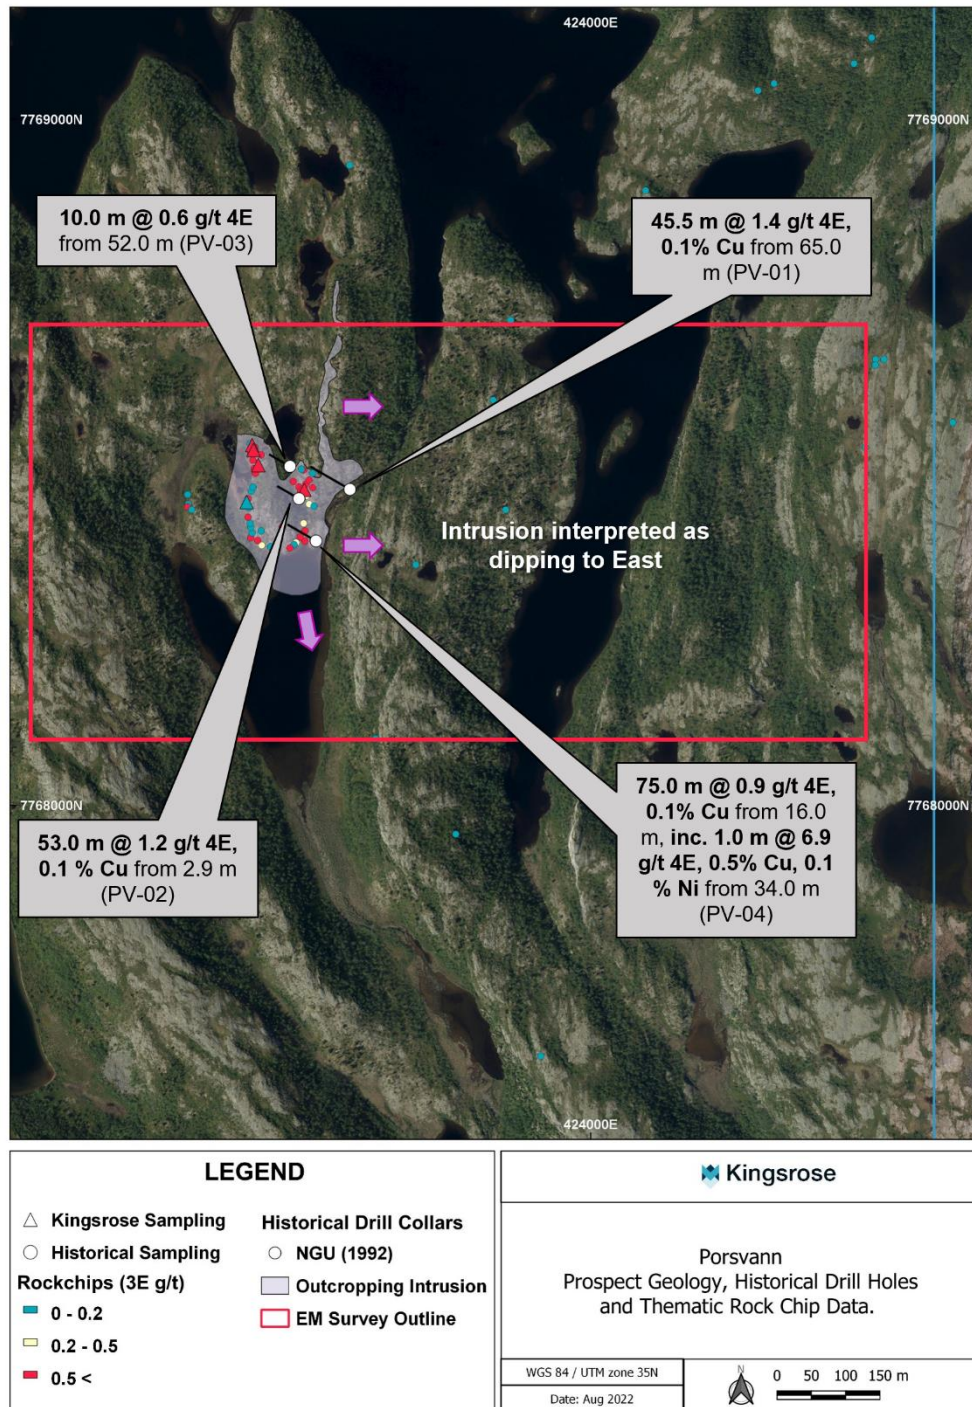 424000E
7769000N
7769000N
10.0 m @ 0.6 g/t 4E
from 52.0 m (PV-03)
45.5 m @ 1.4 g/t 4E,
0.1% Cu from 65.0
m (PV-01)
Intrusion interpreted as
dipping to East
7768000N
7768000N
53.0 m @ 1.2 g/t 4E,
0.1 % Cu from 2.9 m
(PV-02)
75.0 m @ 0.9 g/t 4E,
0.1% Cu from 16.0
m, inc. 1.0 m @ 6.9
g/t 4E, 0.5% Cu, 0.1
% Ni from 34.0 m
(PV-04)
424000E
LEGEND
Kingsrose Sampling
Historical Sampling
Rockchips (3E g/t)
0 - 0.2
0.2 - 0.5
0.5 <
Historical Drill Collars
NGU (1992)
Outcropping Intrusion
EM Survey Outline
Kingsrose
Porsvann
Prospect Geology, Historical Drill Holes
and Thematic Rock Chip Data.
WGS 84 / UTM zone 35N
Date: Aug 2022
N
0 50 100 150 m